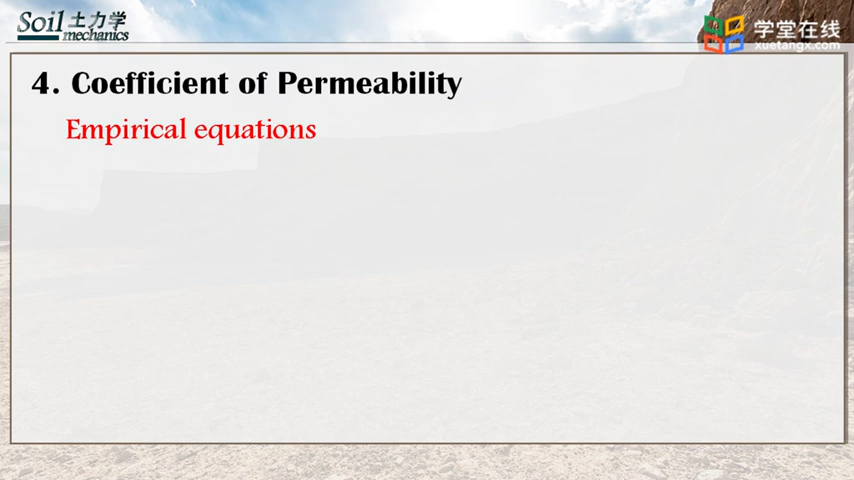 Soil 土力学
mechanics
学堂在线
xuetangx.com
4. Coefficient of Permeability
Empirical equations